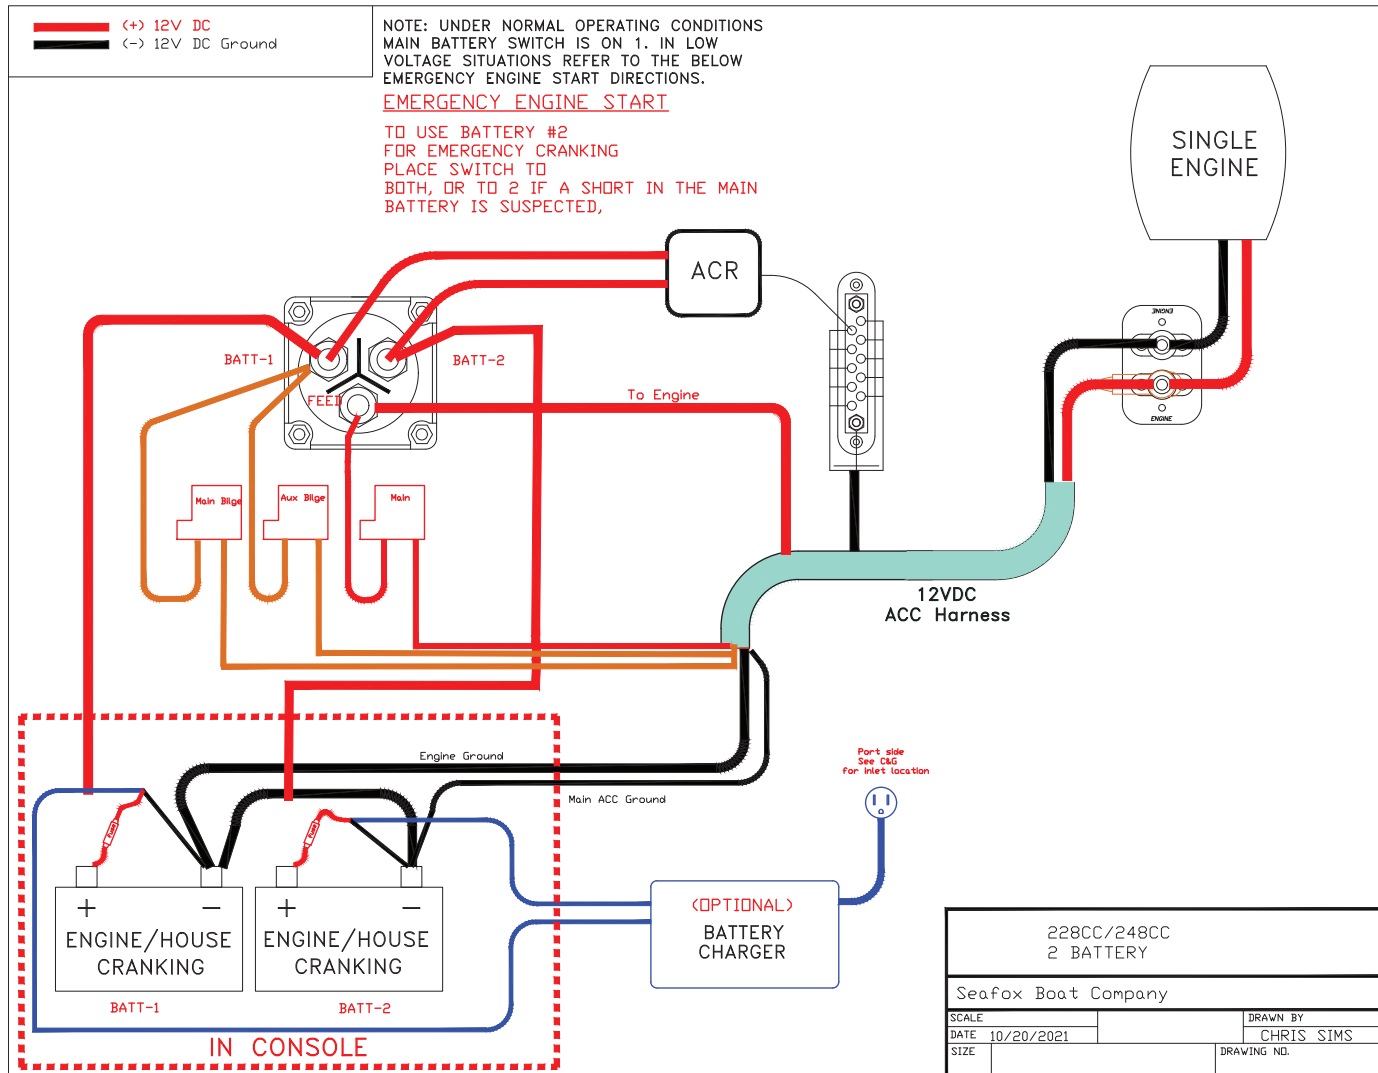 (+) 12V DC
(-) 12V DC Ground
NOTE: UNDER NORMAL OPERATING CONDITIONS
MAIN BATTERY SWITCH IS ON 1. IN LOW
VOLTAGE SITUATIONS REFER TO THE BELOW
EMERGENCY ENGINE START DIRECTIONS.
EMERGENCY ENGINE START
TO USE BATTERY #2
FOR EMERGENCY CRANKING
PLACE SWITCH TO
BOTH, OR TO 2 IF A SHORT IN THE MAIN
BATTERY IS SUSPECTED,
SINGLE
ENGINE
ACR
ENGINE
ENGINE
BATT-1
BATT-2
FEED
To Engine
Main Bilge
Aux Bilge
Main
12VDC
ACC Harness
Engine Ground
Main ACC Ground
Port side
See C&G
for inlet location
Fuse
Fuse
+ −
ENGINE/HOUSE
CRANKING
BATT-1
+ −
ENGINE/HOUSE
CRANKING
BATT-2
IN CONSOLE
(OPTIONAL)
BATTERY
CHARGER
228CC/248CC
2 BATTERY
Seafox Boat Company
SCALE
DRAWN BY
DATE 10/20/2021
CHRIS SIMS
SIZE
DRAWING NO.